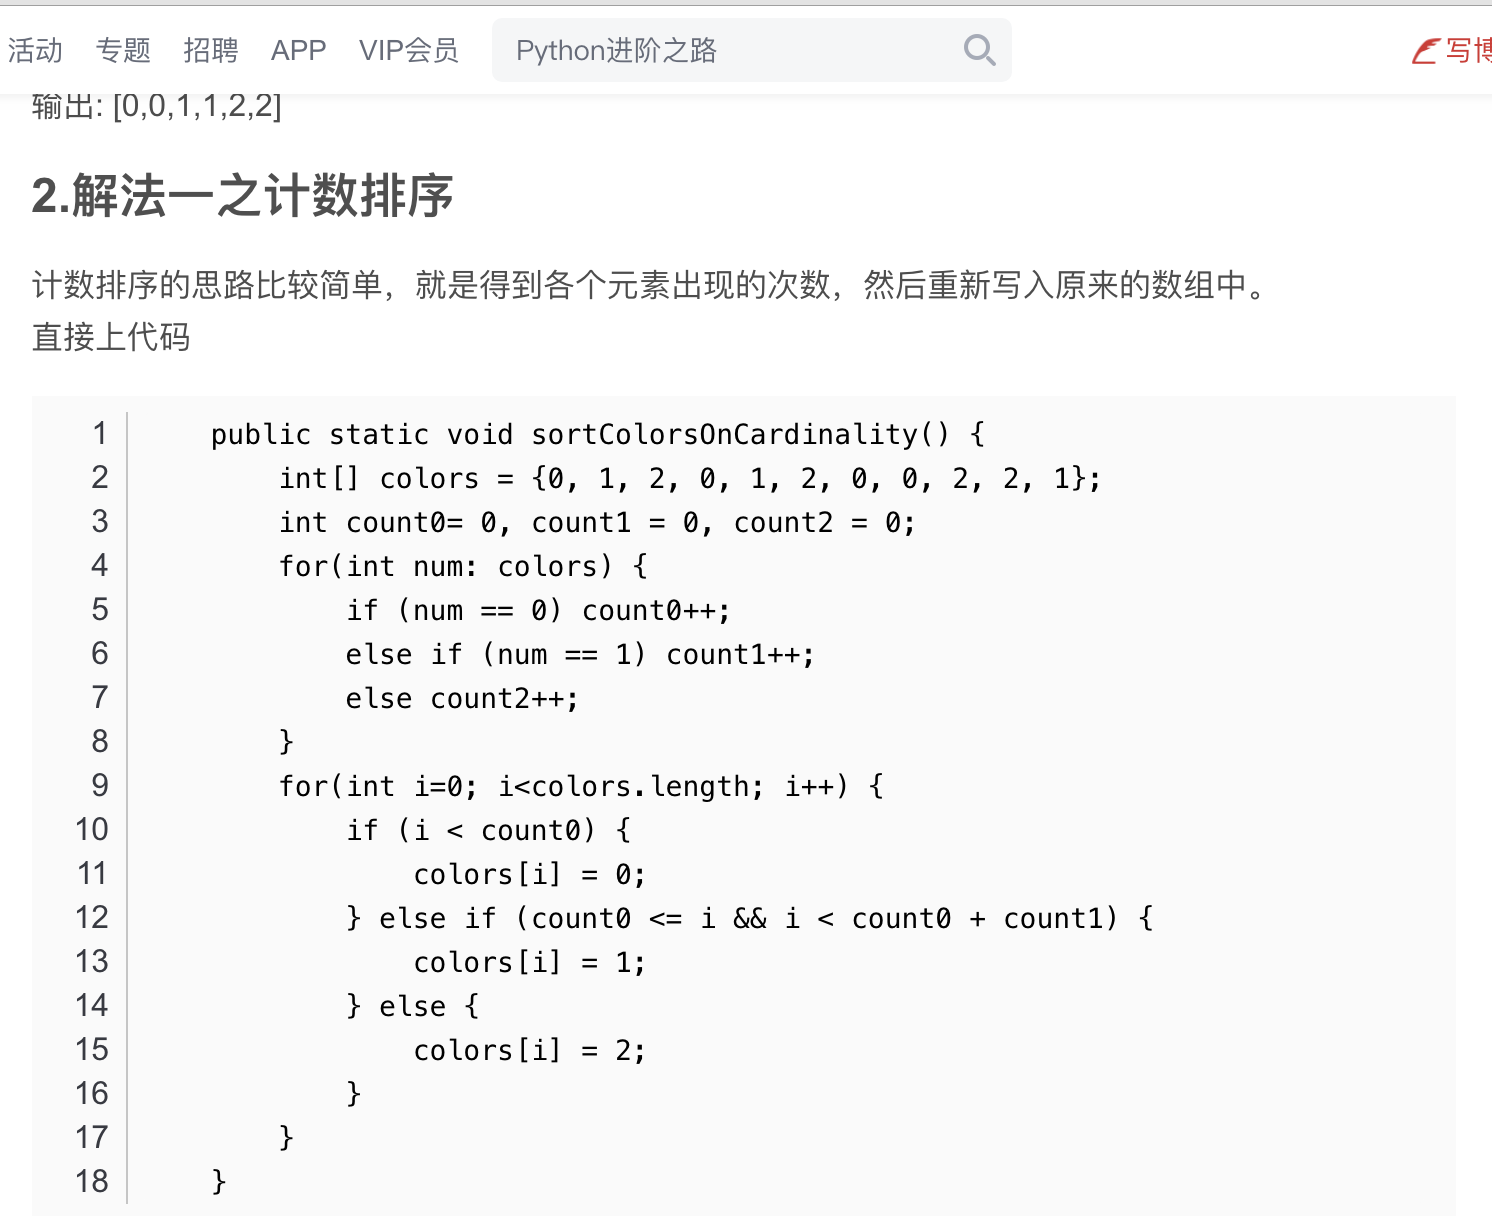 活动 专题 招聘 APP VIP会员 Python进阶之路 写博
输出: [0,0,1,1,2,2]
2.解法一之计数排序
计数排序的思路比较简单，就是得到各个元素出现的次数，然后重新写入原来的数组中。
直接上代码
1 public static void sortColorsOnCardinality() {
2 int[] colors = {0, 1, 2, 0, 1, 2, 0, 0, 2, 2, 1};
3 int count0= 0, count1 = 0, count2 = 0;
4 for(int num: colors) {
5 if (num == 0) count0++;
6 else if (num == 1) count1++;
7 else count2++;
8 }
9 for(int i=0; i<colors.length; i++) {
10 if (i < count0) {
11 colors[i] = 0;
12 } else if (count0 <= i && i < count0 + count1) {
13 colors[i] = 1;
14 } else {
15 colors[i] = 2;
16 }
17 }
18 }